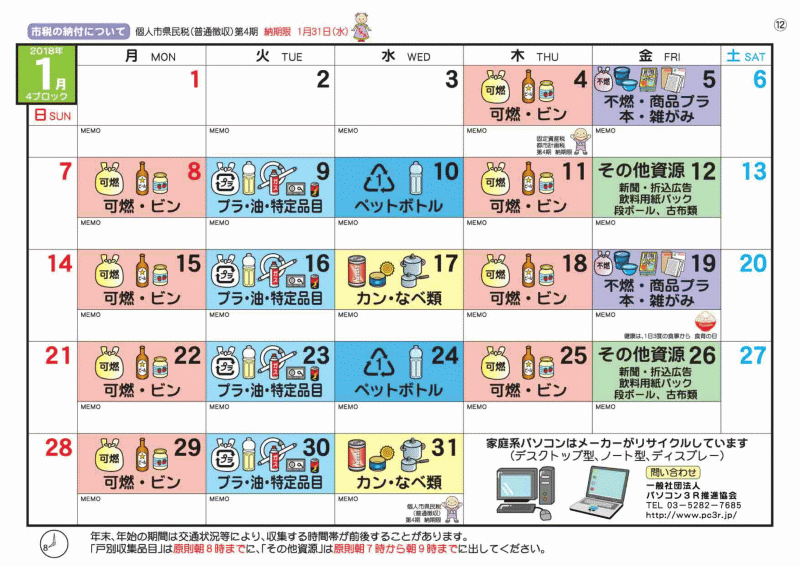 市税の納付について 個人市県民税(普通徴収)第4期 納期限 1月31日(水)
⑫
2018年
1月
4ブロック
日 SUN 月 MON 火 TUE 水 WED 木 THU 金 FRI 土 SAT
1 2 3 4 5 6
可燃 不燃
可燃・ビン 不燃・商品プラ
本・雑がみ
MEMO MEMO MEMO MEMO MEMO
固定資産税
都市計画税
第4期 納期限
7 8 9 10 11 12 13
可燃 プラ 1 可燃 その他資源
新聞・折込広告
飲料用紙パック
段ボール、古布類
可燃・ビン プラ・油・特定品目 ペットボトル 可燃・ビン
MEMO MEMO MEMO MEMO MEMO
14 15 16 17 18 19 20
可燃 プラ 可燃 不燃
可燃・ビン プラ・油・特定品目 カン・なべ類 可燃・ビン 不燃・商品プラ
本・雑がみ
MEMO MEMO MEMO MEMO MEMO
健康は、1日3度の食事から 食育の日
21 22 23 24 25 26 27
可燃 プラ 1 可燃 その他資源
新聞・折込広告
飲料用紙パック
段ボール、古布類
可燃・ビン プラ・油・特定品目 ペットボトル 可燃・ビン
MEMO MEMO MEMO MEMO MEMO
28 29 30 31
可燃 プラ
可燃・ビン プラ・油・特定品目 カン・なべ類
MEMO MEMO MEMO
個人市県民税
(普通徴収)
第4期 納期限
家庭系パソコンはメーカーがリサイクルしています
(デスクトップ型、ノート型、ディスプレー)
問い合わせ
一般社団法人
パソコン3R推進協会
TEL 03-5282-7685
http://www.pc3r.jp/
8
年末、年始の期間は交通状況等により、収集する時間帯が前後することがあります。
「戸別収集品目」は原則朝8時までに、「その他資源」は原則朝7時から朝9時までに出してください。